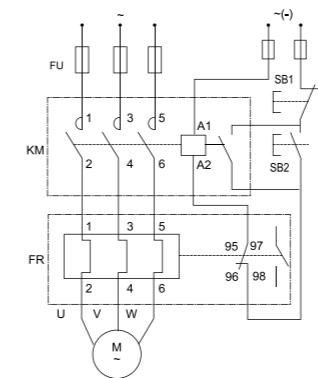 ~ ~(-)
FU
SB1
1 3 5 A1
KM
2 4 6 A2 SB2
1 3 5
95 97
FR
96 98
2 4 6
U V W
M
~